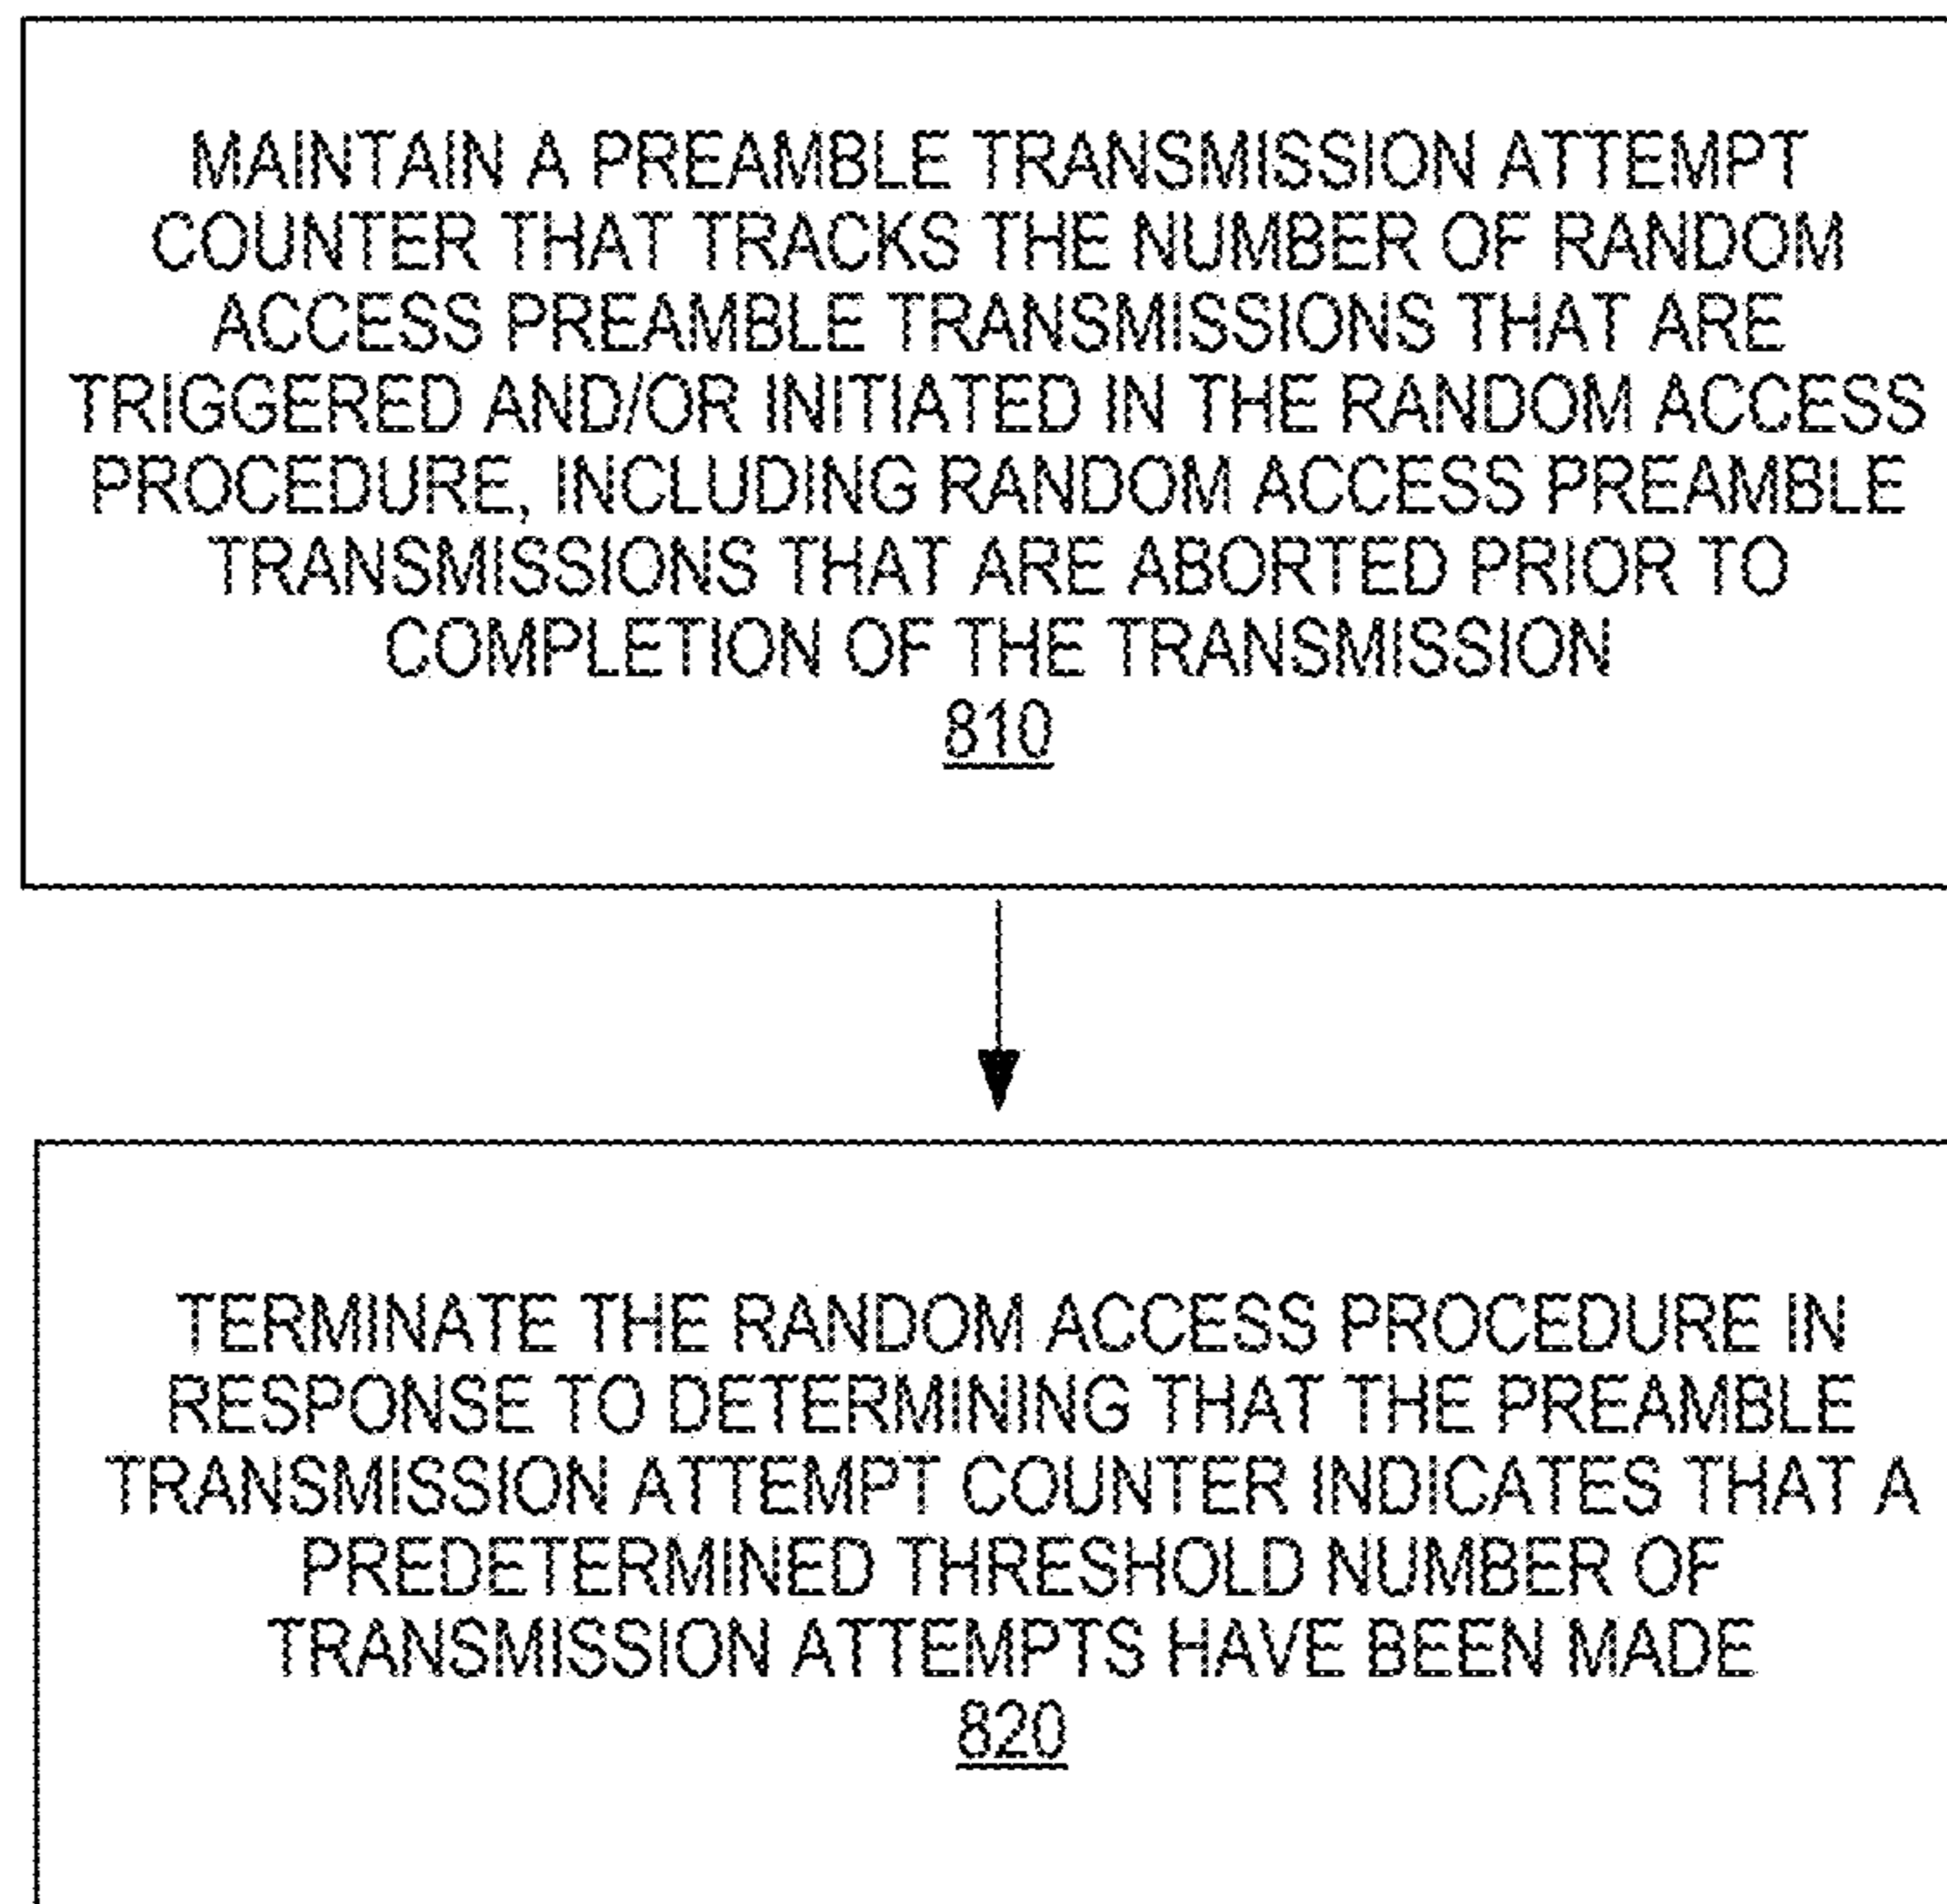 MAINTAIN A PREAMBLE TRANSMISSION ATTEMPT
COUNTER THAT TRACKS THE NUMBER OF RANDOM
ACCESS PREAMBLE TRANSMISSIONS THAT ARE
TRIGGERED AND/OR INITIATED IN THE RANDOM ACCESS
PROCEDURE, INCLUDING RANDOM ACCESS PREAMBLE
TRANSMISSIONS THAT ARE ABORTED PRIOR TO
COMPLETION OF THE TRANSMISSION
810
TERMINATE THE RANDOM ACCESS PROCEDURE IN
RESPONSE TO DETERMINING THAT THE PREAMBLE
TRANSMISSION ATTEMPT COUNTER INDICATES THAT A
PREDETERMINED THRESHOLD NUMBER OF
TRANSMISSION ATTEMPTS HAVE BEEN MADE
820